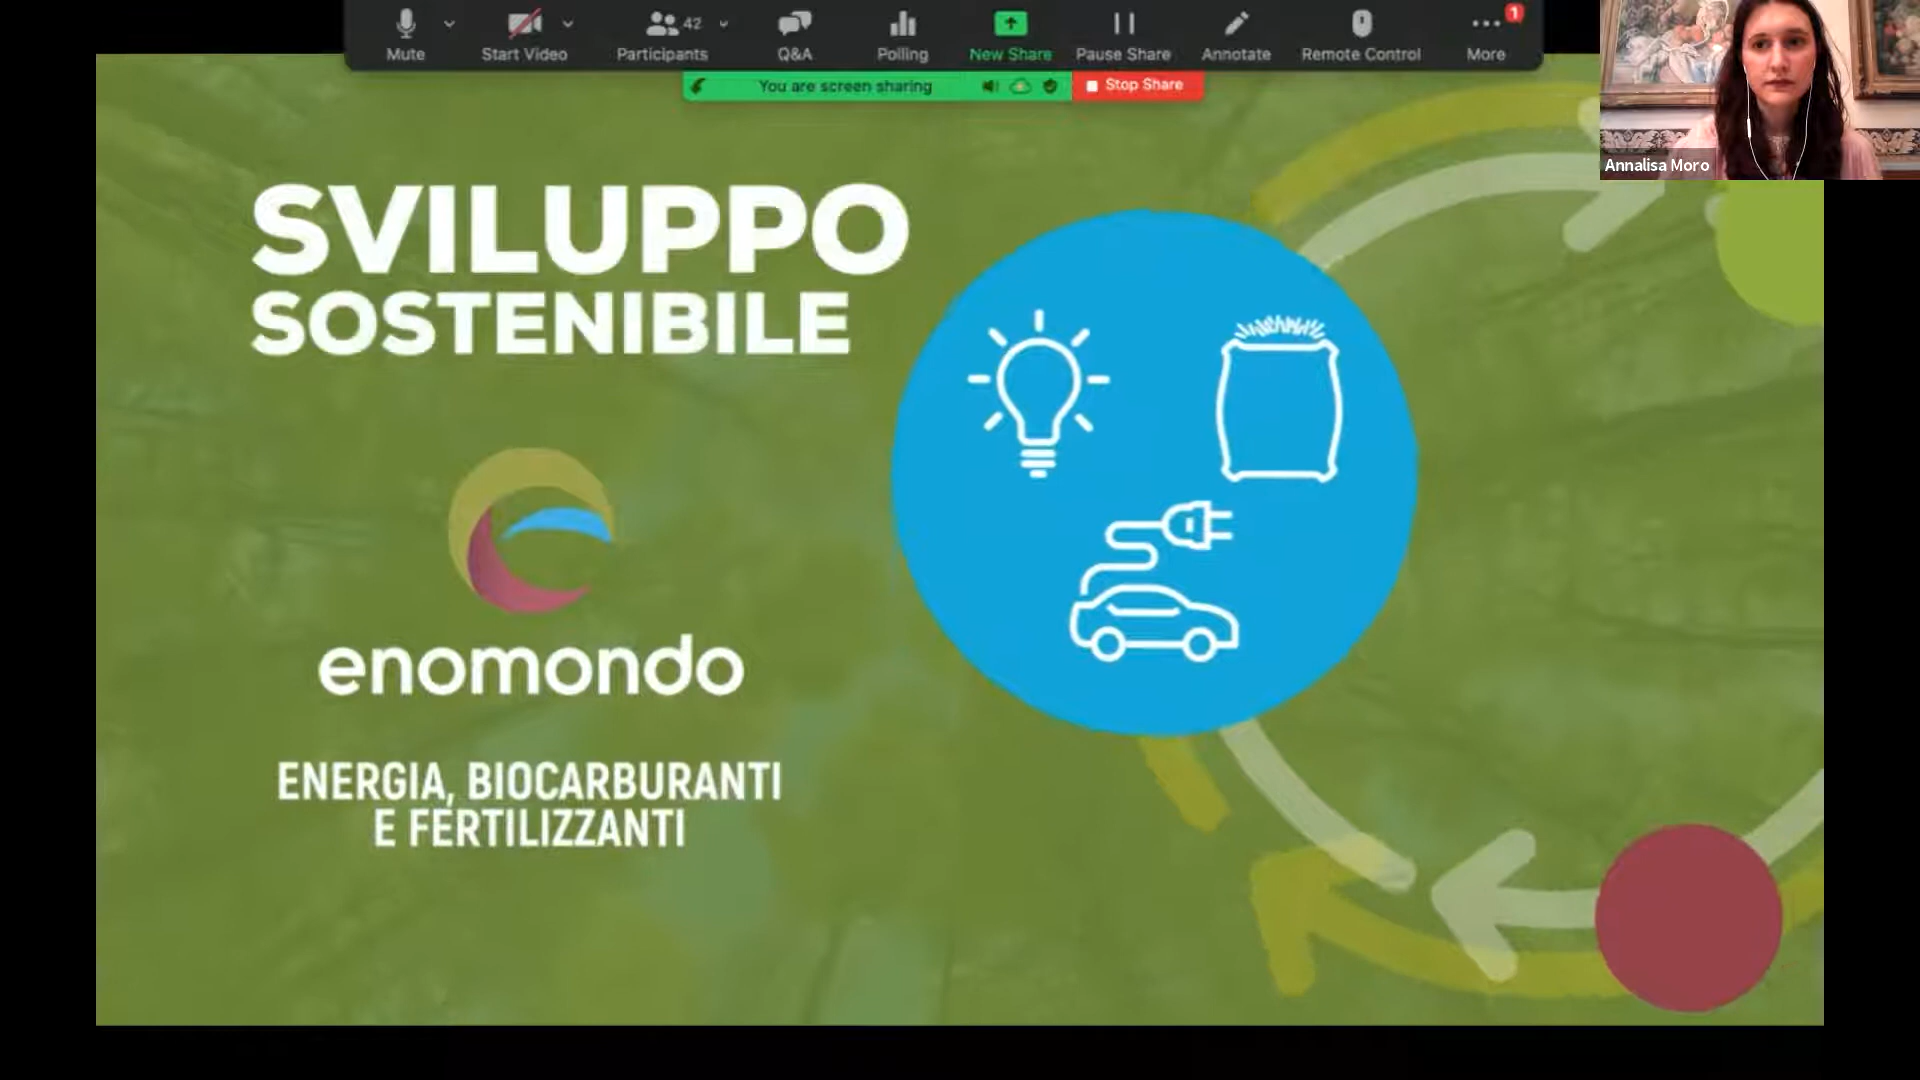 Mute
Start Video
42
Participants
Q&A
Polling
New Share
Pause Share
Annotate
Remote Control
1
More
You are screen sharing
Stop Share
Annalisa Moro
SVILUPPO
SOSTENIBILE
enomondo
ENERGIA, BIOCARBURANTI
E FERTILIZZANTI